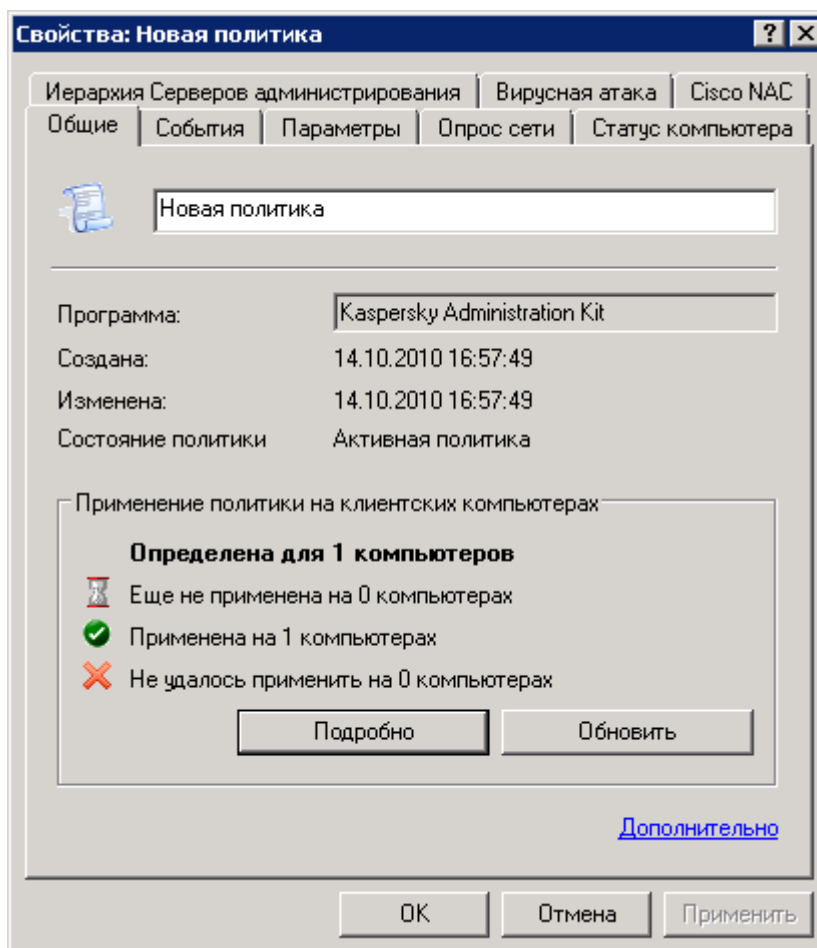 Свойства: Новая политика
Иерархия Серверов администрирования Вирусная атака Cisco NAC
Общие События Параметры Опрос сети Статус компьютера
Новая политика
Программа: Kaspersky Administration Kit
Создана: 14.10.2010 16:57:49
Изменена: 14.10.2010 16:57:49
Состояние политики Активная политика
Применение политики на клиентских компьютерах
Определена для 1 компьютеров
Еще не применена на 0 компьютерах
Применена на 1 компьютерах
Не удалось применить на 0 компьютерах
Подробно Обновить
Дополнительно
OK Отмена Применить